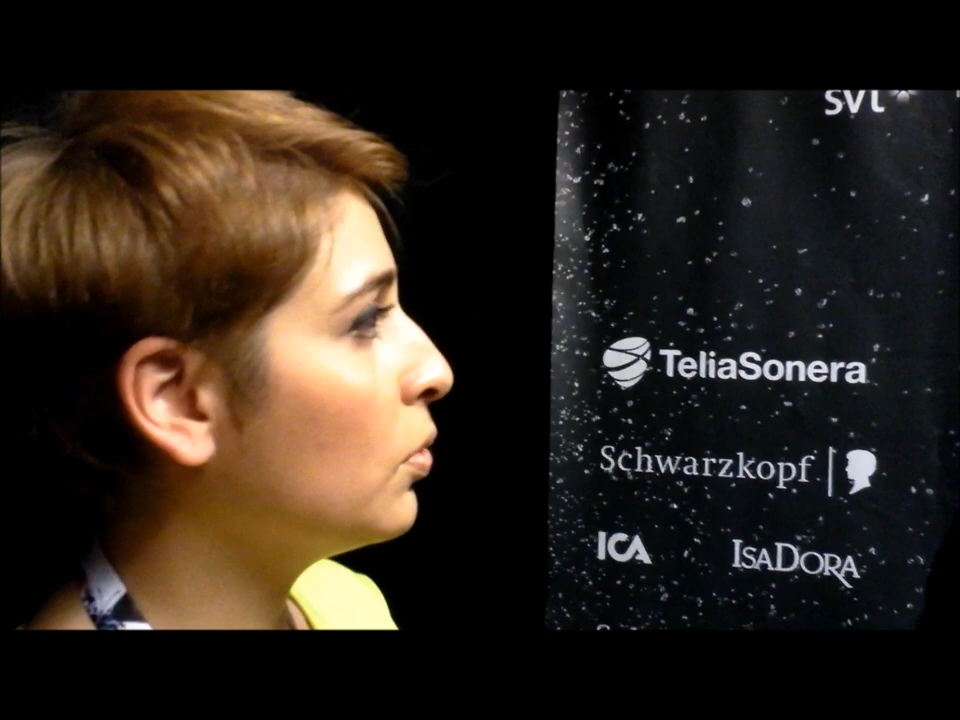 svt
TeliaSonera
Schwarzkopf
ICA
ISADORA